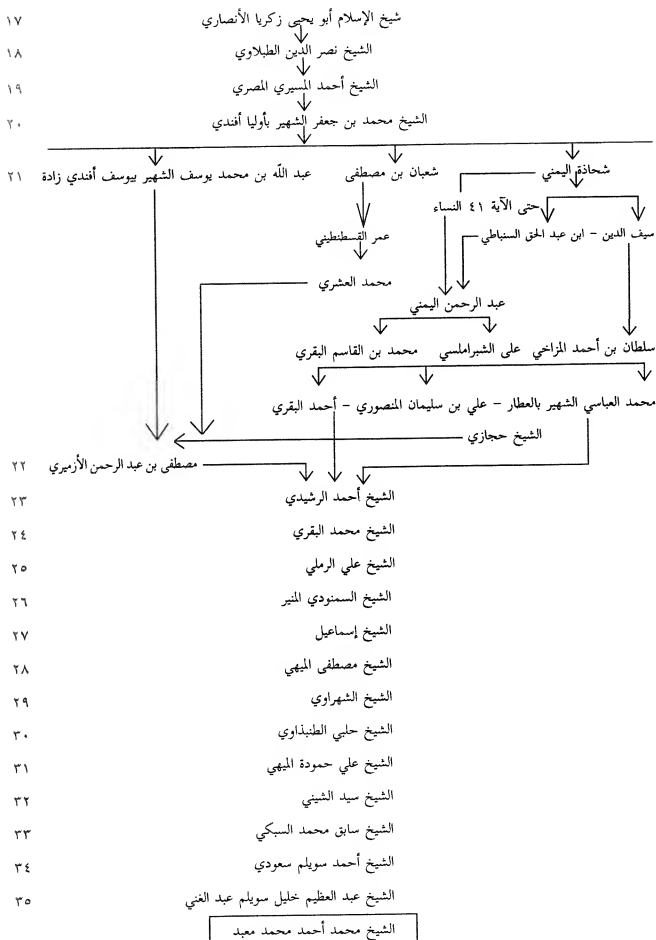 شيخ الإسلام أبو يحيى زكريا الأنصاري ١٧
الشيخ نصر الدين الطبلاوي ١٨
الشيخ أحمد المسيري المصري ١٩
الشيخ محمد بن جعفر الشهير بأوليا أفندي ٢٠
شحاذة اليمني شعبان بن مصطفى عبد الله بن محمد يوسف الشهير بيوسف أفندي زادة ٢١
حتى الآية ٤١ النساء
سيف الدين - ابن عبد الحق السنباطي عمر القسطنطيني
محمد العشري
عبد الرحمن اليمني
سلطان بن أحمد المزاخي على الشبراملسي محمد بن القاسم البقري
محمد العباسي الشهير بالعطار - علي بن سليمان المنصوري - أحمد البقري
الشيخ حجازي
مصطفى بن عبد الرحمن الأزميري ٢٢
الشيخ أحمد الرشيدي ٢٣
الشيخ محمد البقري ٢٤
الشيخ علي الرملي ٢٥
الشيخ السمنودي المنير ٢٦
الشيخ إسماعيل ٢٧
الشيخ مصطفى الميهي ٢٨
الشيخ الشهراوي ٢٩
الشيخ حلبي الطنبذاوي ٣٠
الشيخ علي حمودة الميهي ٣١
الشيخ سيد الشيني ٣٢
الشيخ سابق محمد السبكي ٣٣
الشيخ أحمد سويلم سعودي ٣٤
الشيخ عبد العظيم خليل سويلم عبد الغني ٣٥
الشيخ محمد أحمد محمد معبد